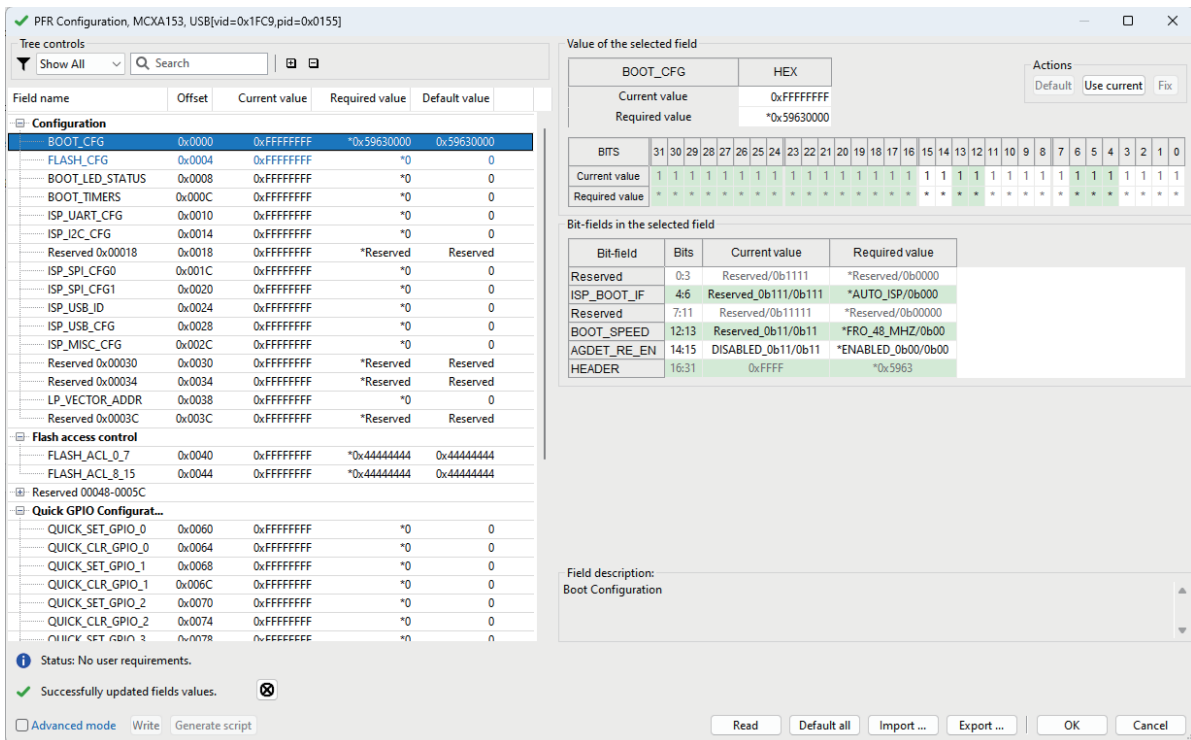 PFR Configuration, MCXA153, USB[vid=0x1FC9,pid=0x0155]
Tree controls
Show All
Search
Field name Offset Current value Required value Default value
Configuration
BOOT_CFG 0x0000 0xFFFFFFFF *0x59630000 0x59630000
FLASH_CFG 0x0004 0xFFFFFFFF *0 0
BOOT_LED_STATUS 0x0008 0xFFFFFFFF *0 0
BOOT_TIMERS 0x000C 0xFFFFFFFF *0 0
ISP_UART_CFG 0x0010 0xFFFFFFFF *0 0
ISP_I2C_CFG 0x0014 0xFFFFFFFF *0 0
Reserved 0x00018 0x0018 0xFFFFFFFF *Reserved Reserved
ISP_SPI_CFG0 0x001C 0xFFFFFFFF *0 0
ISP_SPI_CFG1 0x0020 0xFFFFFFFF *0 0
ISP_USB_ID 0x0024 0xFFFFFFFF *0 0
ISP_USB_CFG 0x0028 0xFFFFFFFF *0 0
ISP_MISC_CFG 0x002C 0xFFFFFFFF *0 0
Reserved 0x00030 0x0030 0xFFFFFFFF *Reserved Reserved
Reserved 0x00034 0x0034 0xFFFFFFFF *Reserved Reserved
LP_VECTOR_ADDR 0x0038 0xFFFFFFFF *0 0
Reserved 0x0003C 0x003C 0xFFFFFFFF *Reserved Reserved
Flash access control
FLASH_ACL_0_7 0x0040 0xFFFFFFFF *0x44444444 0x44444444
FLASH_ACL_8_15 0x0044 0xFFFFFFFF *0x44444444 0x44444444
Reserved 00048-0005C
Quick GPIO Configurat...
QUICK_SET_GPIO_0 0x0060 0xFFFFFFFF *0 0
QUICK_CLR_GPIO_0 0x0064 0xFFFFFFFF *0 0
QUICK_SET_GPIO_1 0x0068 0xFFFFFFFF *0 0
QUICK_CLR_GPIO_1 0x006C 0xFFFFFFFF *0 0
QUICK_SET_GPIO_2 0x0070 0xFFFFFFFF *0 0
QUICK_CLR_GPIO_2 0x0074 0xFFFFFFFF *0 0
QUICK_SET_GPIO_3 0x0078 0xFFFFFFFF *0 0
Value of the selected field
BOOT_CFG HEX
Current value 0xFFFFFFFF
Required value *0x59630000
Actions
Default Use current Fix
BITS 31 30 29 28 27 26 25 24 23 22 21 20 19 18 17 16 15 14 13 12 11 10 9 8 7 6 5 4 3 2 1 0
Current value 1 1 1 1 1 1 1 1 1 1 1 1 1 1 1 1 1 1 1 1 1 1 1 1 1 1 1 1 1 1 1 1
Required value * * * * * * * * * * * * * * * * * * * * * * * * * * * * * * * *
Bit-fields in the selected field
Bit-field Bits Current value Required value
Reserved 0:3 Reserved/0b1111 *Reserved/0b0000
ISP_BOOT_IF 4:6 Reserved_0b111/0b111 *AUTO_ISP/0b000
Reserved 7:11 Reserved/0b11111 *Reserved/0b00000
BOOT_SPEED 12:13 Reserved_0b11/0b11 *FRO_48_MHZ/0b00
AGDET_RE_EN 14:15 DISABLED_0b11/0b11 *ENABLED_0b00/0b00
HEADER 16:31 0xFFFF *0x5963
Field description:
Boot Configuration
Status: No user requirements.
Successfully updated fields values.
Advanced mode Write Generate script Read Default all Import ... Export ... OK Cancel